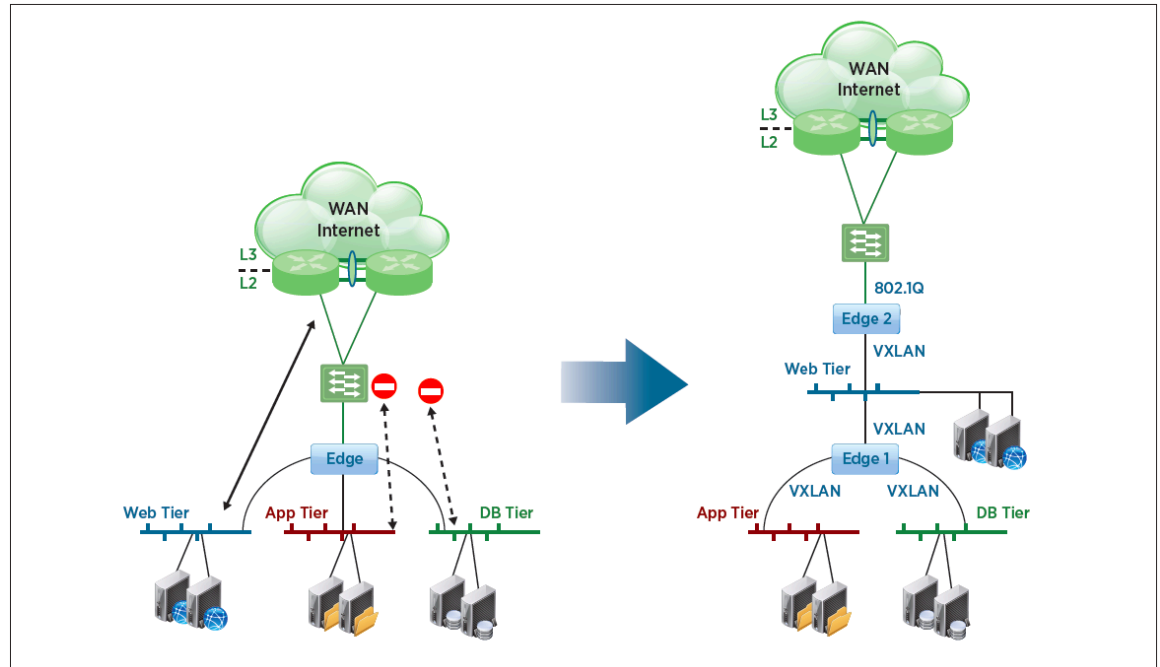 WAN
Internet
L3
L2
Edge
Web Tier
App Tier
DB Tier
WAN
Internet
L3
L2
802.1Q
Edge 2
VXLAN
Web Tier
VXLAN
Edge 1
VXLAN
VXLAN
App Tier
DB Tier